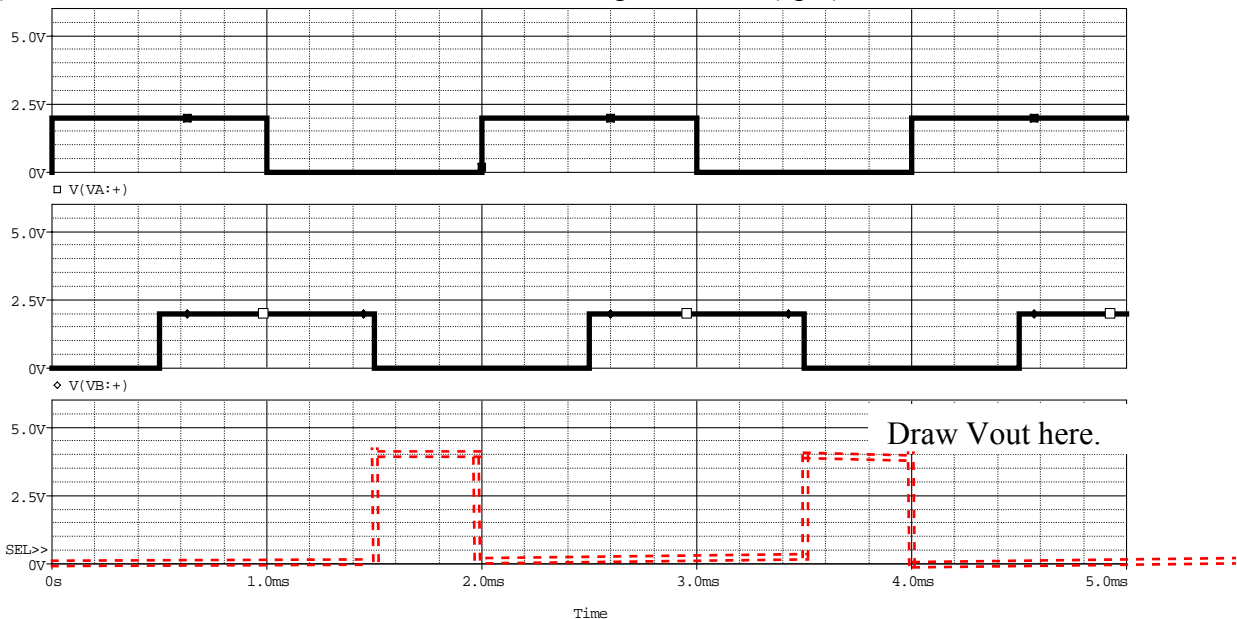 5.0V
2.5V
0V
V(VA:+)
5.0V
2.5V
0V
V(VB:+)
5.0V
Draw Vout here.
2.5V
SEL>>
0V
0s 1.0ms 2.0ms 3.0ms 4.0ms 5.0ms
Time